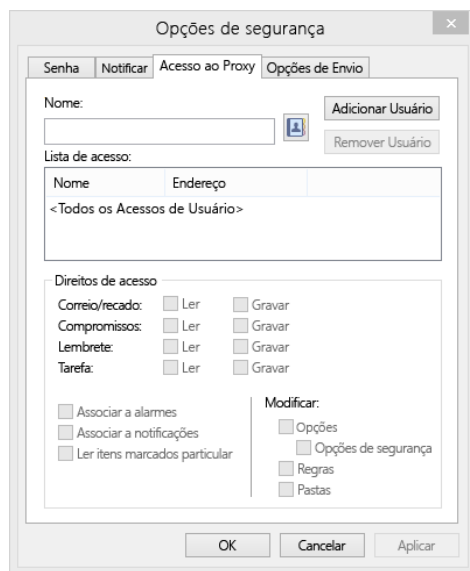 Opções de segurança
Senha Notificar Acesso ao Proxy Opções de Envio
Nome:
Adicionar Usuário
Remover Usuário
Lista de acesso:
Nome Endereço
<Todos os Acessos de Usuário>
Direitos de acesso
Correio/recado: Ler Gravar
Compromissos: Ler Gravar
Lembrete: Ler Gravar
Tarefa: Ler Gravar
Associar a alarmes
Associar a notificações
Ler itens marcados particular
Modificar:
Opções
Opções de segurança
Regras
Pastas
OK Cancelar Aplicar